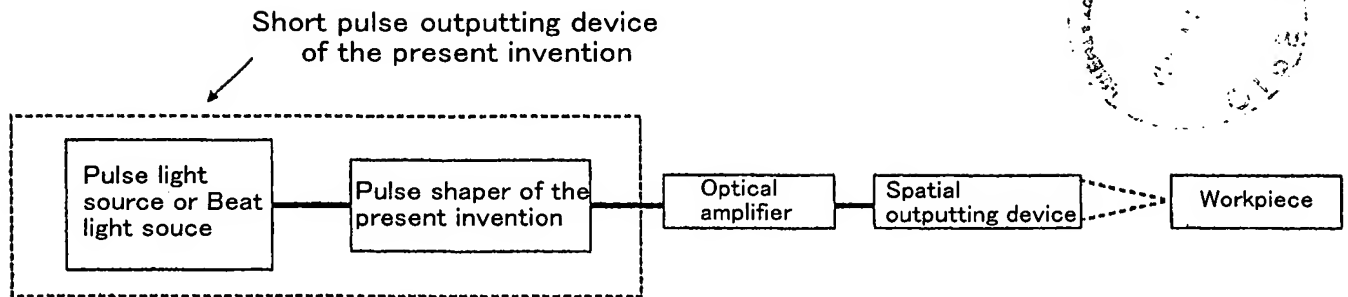 Short pulse outputting device
of the present invention
Pulse light
source or Beat
light souce
Pulse shaper of the
present invention
Optical
amplifier
Spatial
outputting device
Workpiece